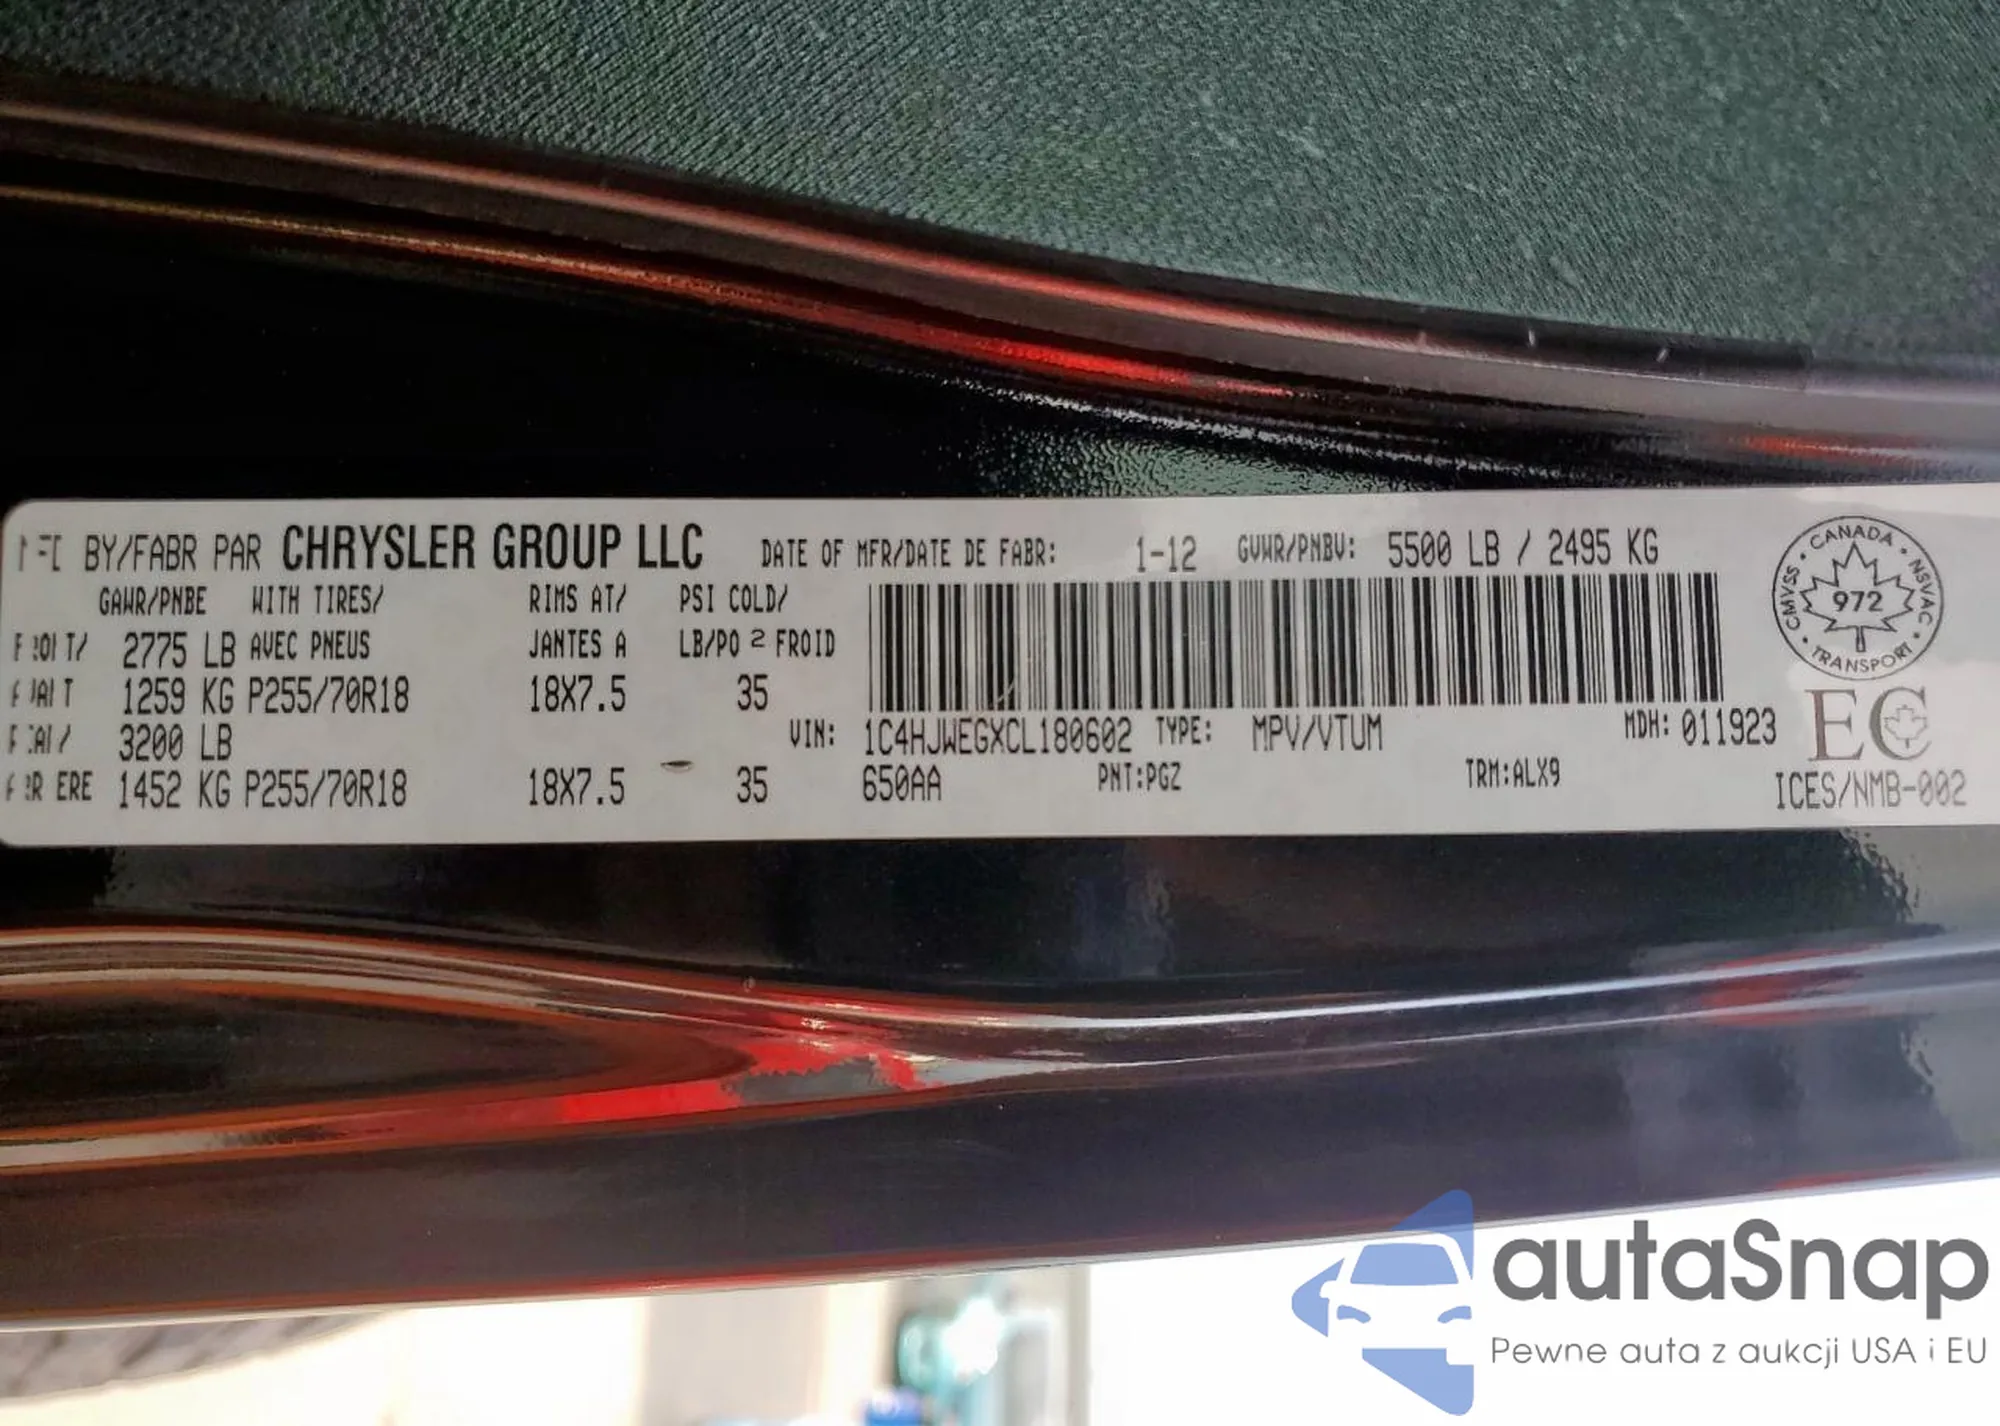 BY/FABR PAR CHRYSLER GROUP LLC DATE OF MFR/DATE DE FABR: 1-12 GVWR/PNBV: 5500 LB / 2495 KG
GAWR/PNBE WITH TIRES/ RIMS AT/ PSI COLD/
2775 LB AVEC PNEUS JANTES A LB/PO 2 FROID
1259 KG P255/70R18 18X7.5 35
VIN: 1C4HJWEGXCL180602 TYPE: MPV/VTUM MDH: 011923
3200 LB
1452 KG P255/70R18 18X7.5 35
650AA PNT:PGZ TRM:ALX9
CANADA · NSVAC · TRANSPORT · CMVSS ·
972
EC
ICES/NMB-002
autaSnap
Pewne auta z aukcji USA i EU